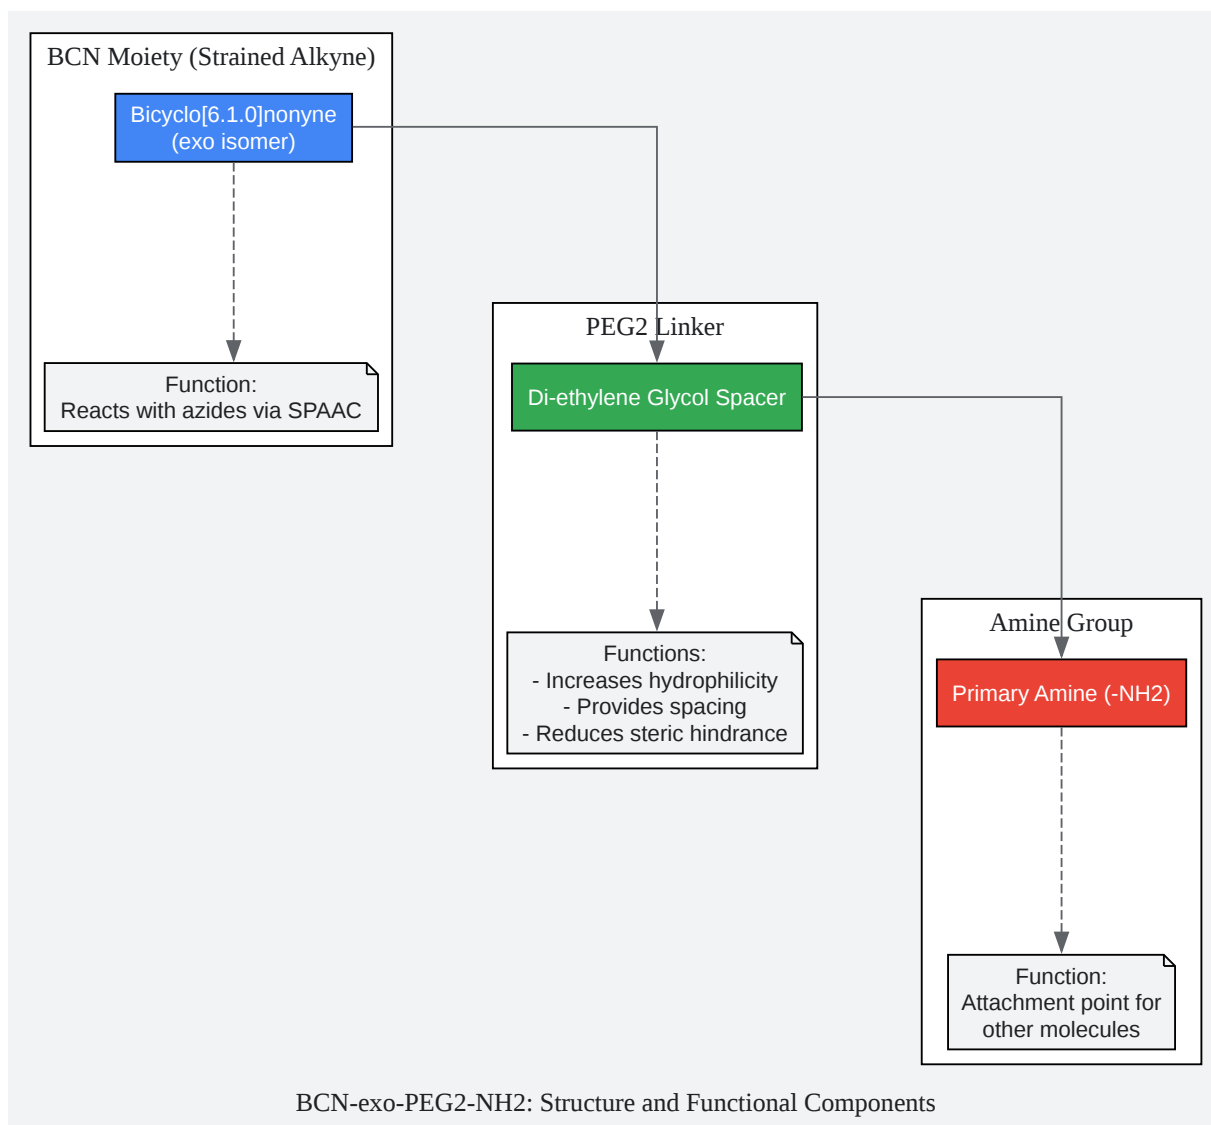 BCN Moiety (Strained Alkyne)
Bicyclo[6.1.0]nonyne
(exo isomer)
Function:
Reacts with azides via SPAAC
PEG2 Linker
Di-ethylene Glycol Spacer
Functions:
- Increases hydrophilicity
- Provides spacing
- Reduces steric hindrance
Amine Group
Primary Amine (-NH2)
Function:
Attachment point for
other molecules
BCN-exo-PEG2-NH2: Structure and Functional Components